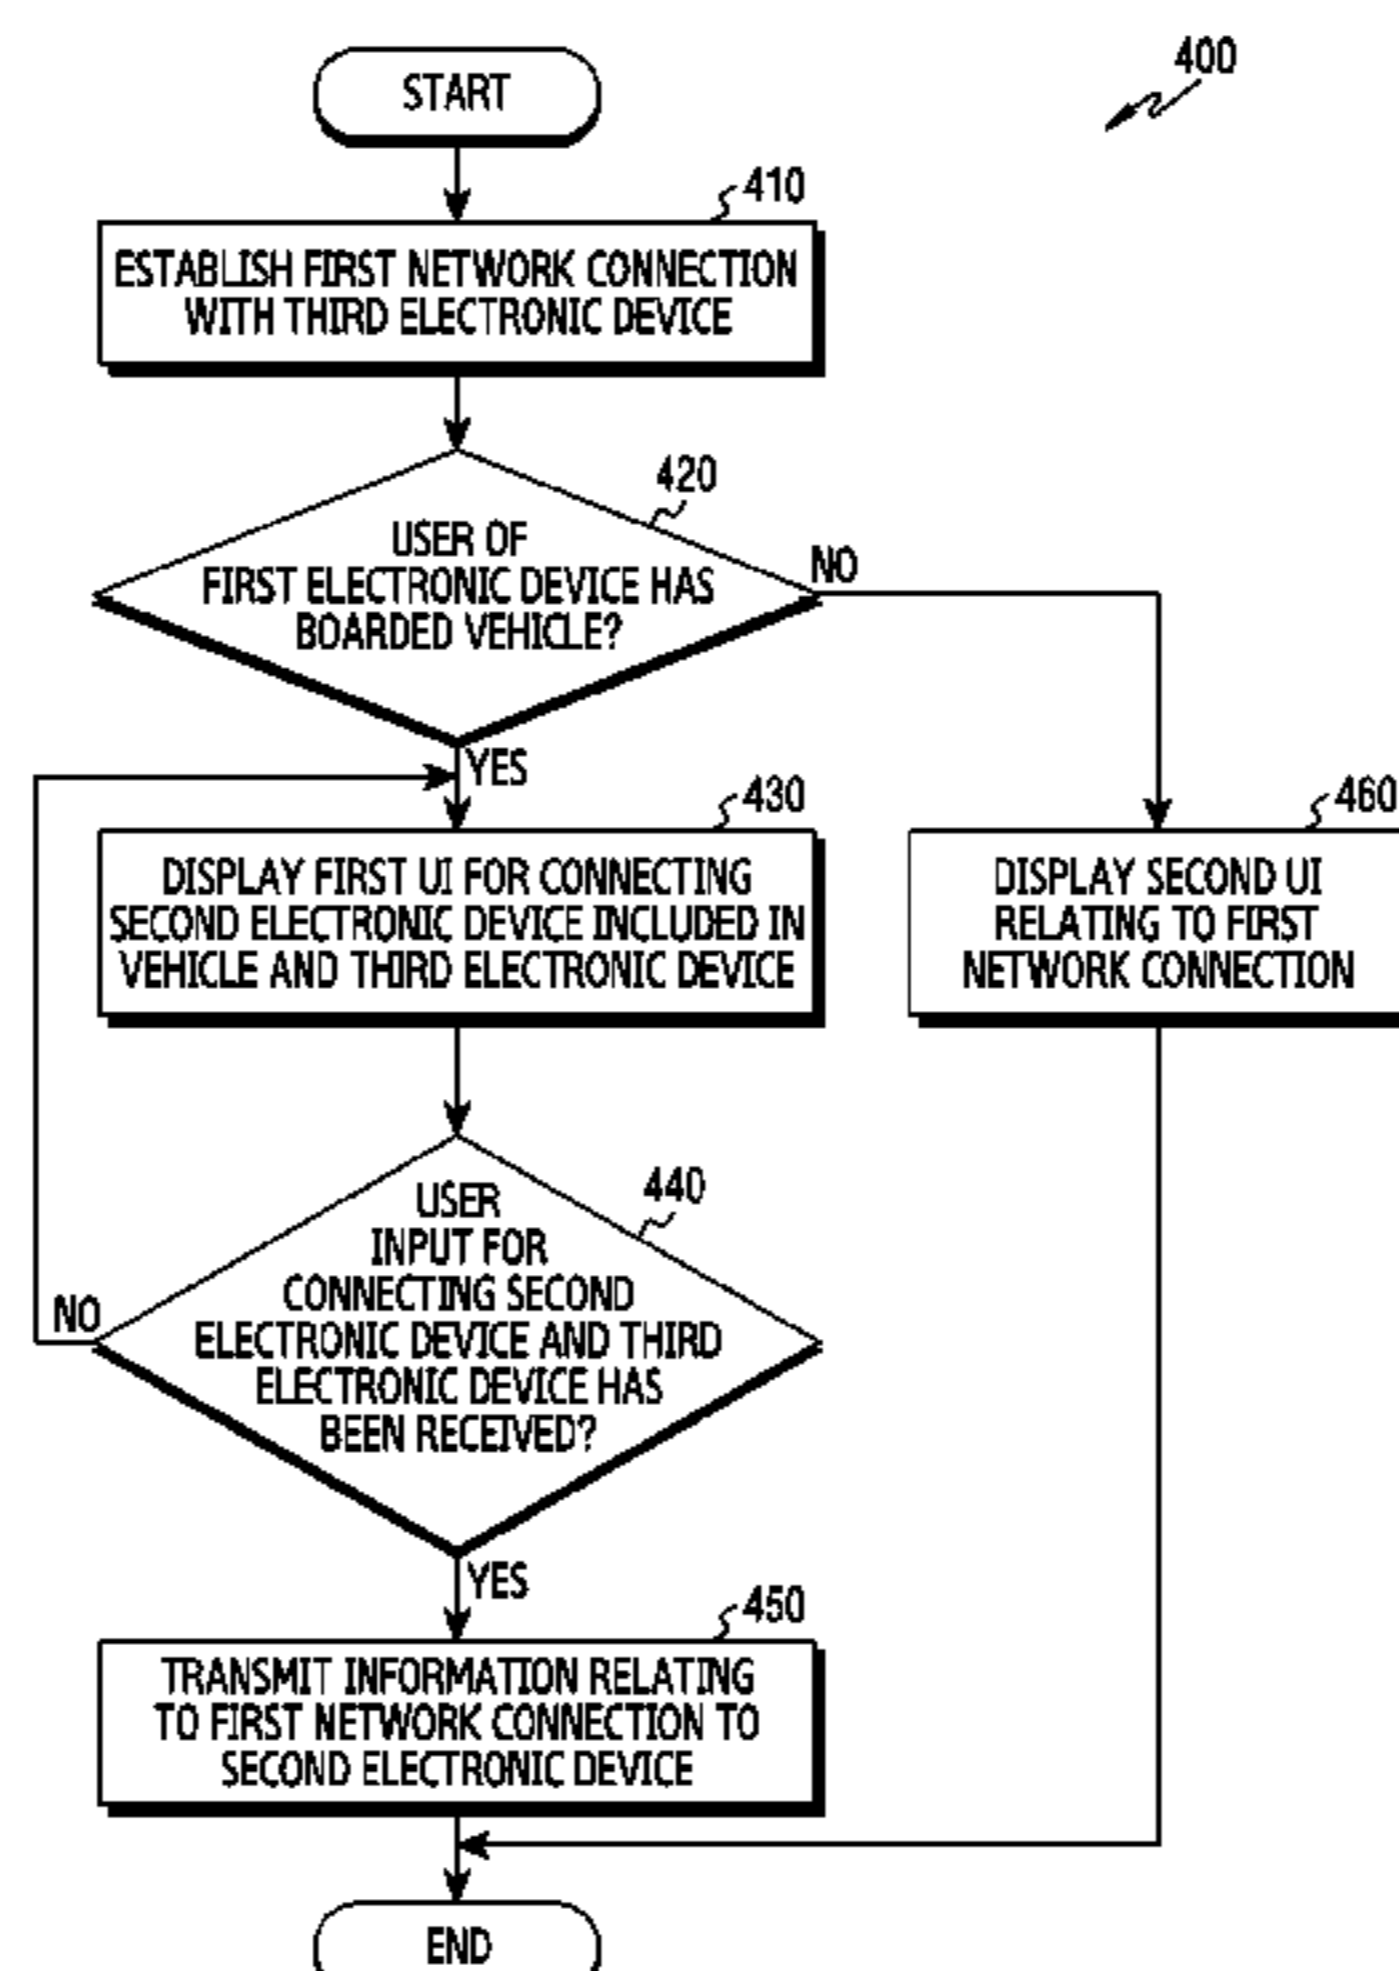 400
START
410
ESTABLISH FIRST NETWORK CONNECTION
WITH THIRD ELECTRONIC DEVICE
420
USER OF
FIRST ELECTRONIC DEVICE HAS
BOARDED VEHICLE?
NO
YES
430
DISPLAY FIRST UI FOR CONNECTING
SECOND ELECTRONIC DEVICE INCLUDED IN
VEHICLE AND THIRD ELECTRONIC DEVICE
460
DISPLAY SECOND UI
RELATING TO FIRST
NETWORK CONNECTION
440
USER
INPUT FOR
CONNECTING SECOND
ELECTRONIC DEVICE AND THIRD
ELECTRONIC DEVICE HAS
BEEN RECEIVED?
NO
YES
450
TRANSMIT INFORMATION RELATING
TO FIRST NETWORK CONNECTION TO
SECOND ELECTRONIC DEVICE
END